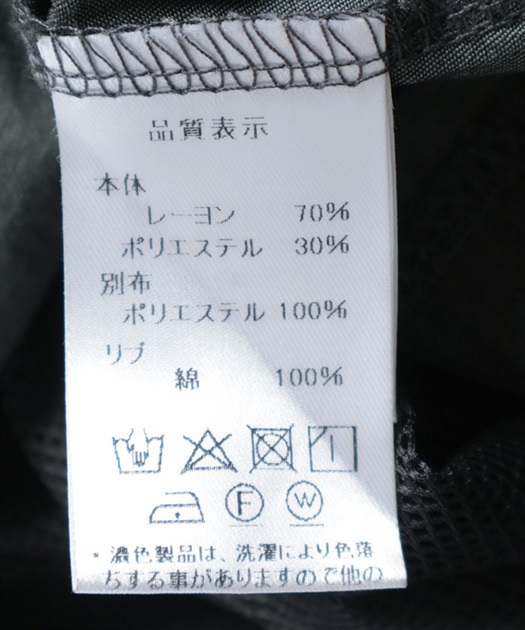 品質表示
本体
レーヨン 70%
ポリエステル 30%
別布
ポリエステル 100%
リブ
綿 100%
F W
・濃色製品は、洗濯により色落
ちする事がありますので他の